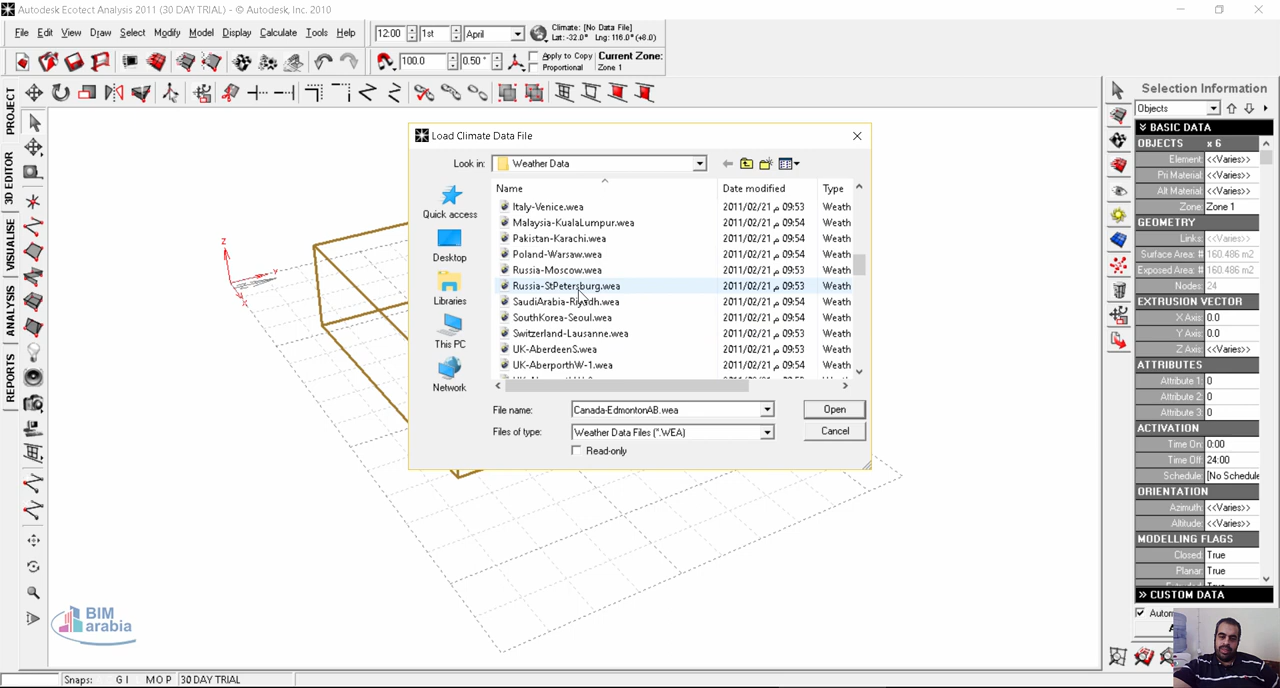 Autodesk Ecotect Analysis 2011 (30 DAY TRIAL) - © Autodesk, Inc. 2010
File Edit View Draw Select Modify Model Display Calculate Tools Help
12:00 1st April
Climate: [No Data File]
Lat: -32.0° Lng: 116.0° (+8.0)
100.0 0.50 °
Apply to Copy
Proportional
Current Zone:
Zone 1
PROJECT
3D EDITOR
VISUALISE
ANALYSIS
REPORTS
Z
Y
X
Load Climate Data File
Look in: Weather Data
Quick access
Desktop
Libraries
This PC
Network
Name Date modified Type
Italy-Venice.wea 2011/02/21 م 09:53 Weath
Malaysia-KualaLumpur.wea 2011/02/21 م 09:54 Weath
Pakistan-Karachi.wea 2011/02/21 م 09:54 Weath
Poland-Warsaw.wea 2011/02/21 م 09:54 Weath
Russia-Moscow.wea 2011/02/21 م 09:53 Weath
Russia-StPetersburg.wea 2011/02/21 م 09:53 Weath
SaudiArabia-Riyadh.wea 2011/02/21 م 09:54 Weath
SouthKorea-Seoul.wea 2011/02/21 م 09:54 Weath
Switzerland-Lausanne.wea 2011/02/21 م 09:53 Weath
UK-AberdeenS.wea 2011/02/21 م 09:53 Weath
UK-AberporthW-1.wea 2011/02/21 م 09:54 Weath
File name: Canada-EdmontonAB.wea Open
Files of type: Weather Data Files (*.WEA) Cancel
Read-only
Selection Information
Objects
BASIC DATA
OBJECTS x 6
Element: <<Varies>>
Pri Material: <<Varies>>
Alt Material: <<Varies>>
Zone: Zone 1
GEOMETRY
Links: <<Varies>>
Surface Area: # 160.486 m2
Exposed Area: # 160.486 m2
Nodes: 24
EXTRUSION VECTOR
X Axis: 0.0
Y Axis: 0.0
Z Axis: <<Varies>>
ATTRIBUTES
Attribute 1: 0
Attribute 2: 0
Attribute 3: 0
ACTIVATION
Time On: 0:00
Time Off: 24:00
Schedule: [No Schedule
ORIENTATION
Azimuth: <<Varies>>
Altitude: <<Varies>>
MODELLING FLAGS
Closed: True
Planar: True
CUSTOM DATA
BIM
arabia
Snaps: G I M O P 30 DAY TRIAL